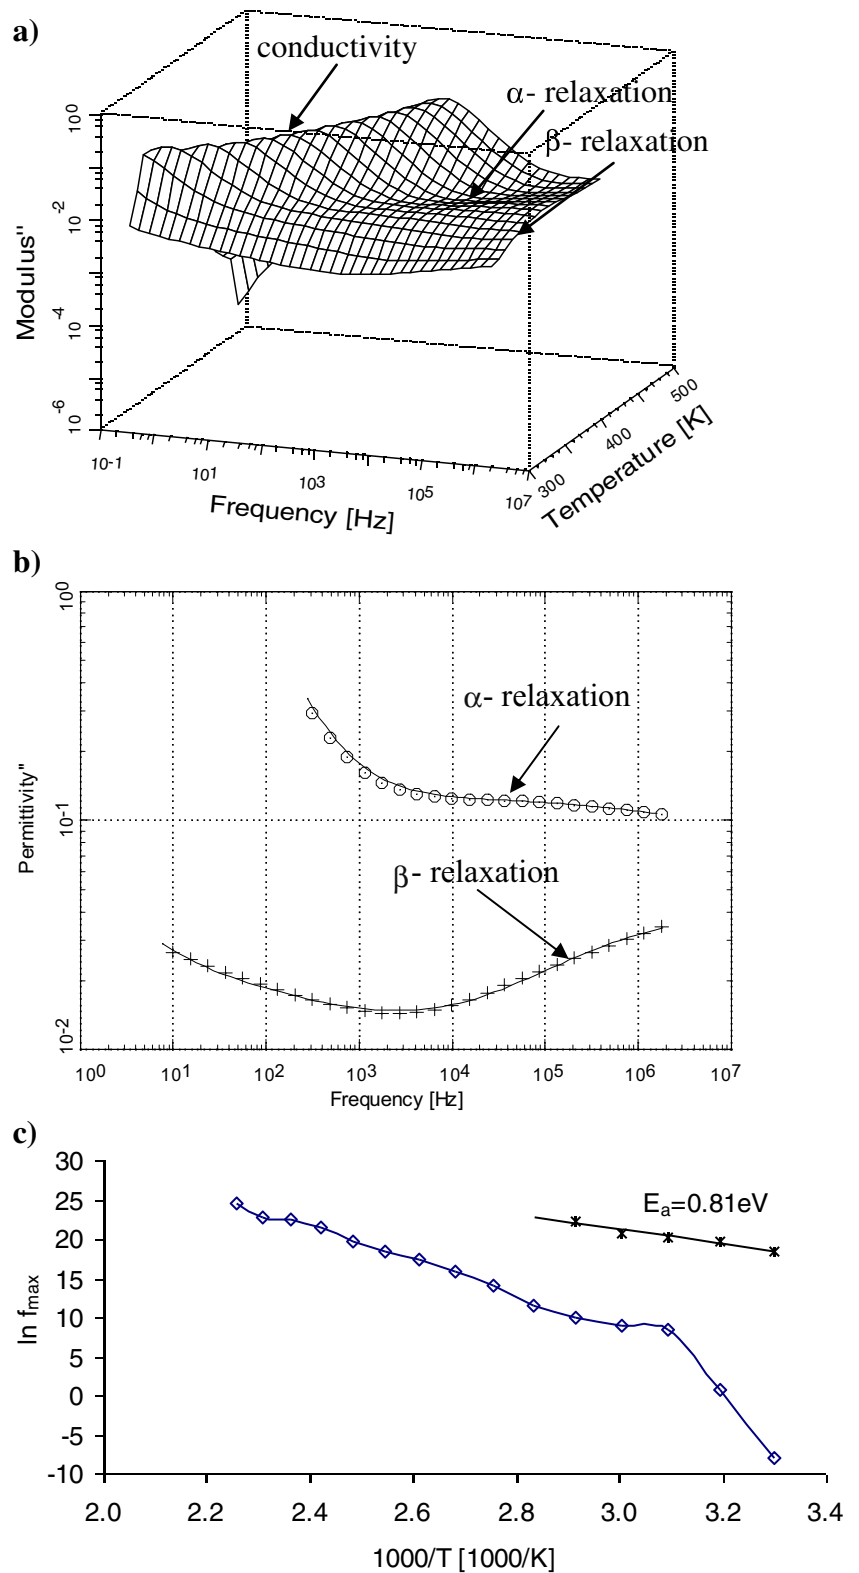 a)
conductivity
α- relaxation
β- relaxation
10^0
10^-2
10^-4
10^-6
Modulus''
10^-1
10^1
10^3
10^5
10^7
Frequency [Hz]
300
400
500
Temperature [K]
b)
10^0
10^-1
10^-2
Permittivity''
α- relaxation
β- relaxation
10^0 10^1 10^2 10^3 10^4 10^5 10^6 10^7
Frequency [Hz]
c)
30
25
20
15
10
5
0
-5
-10
ln f_max
E_a=0.81eV
2.0 2.2 2.4 2.6 2.8 3.0 3.2 3.4
1000/T [1000/K]